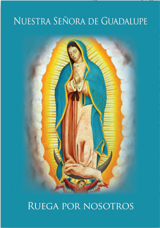 NUESTRA SEÑORA DE GUADALUPE
RUEGA POR NOSOTROS